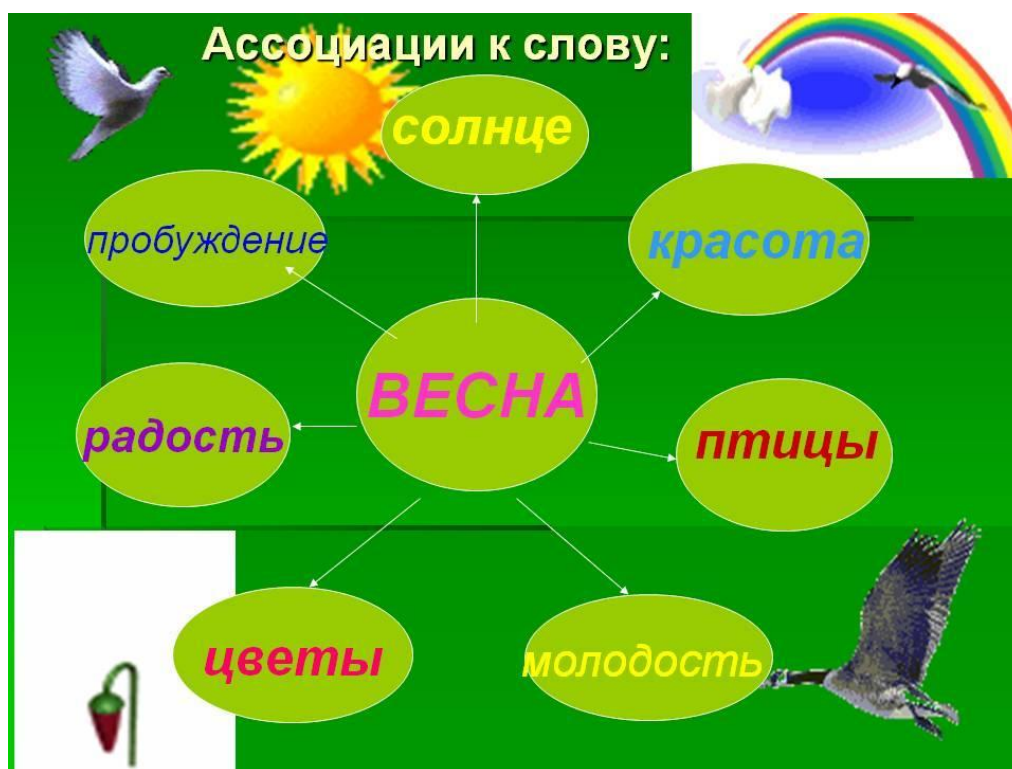 Ассоциации к слову:
солнце
пробуждение
красота
ВЕСНА
радость
птицы
цветы
молодость